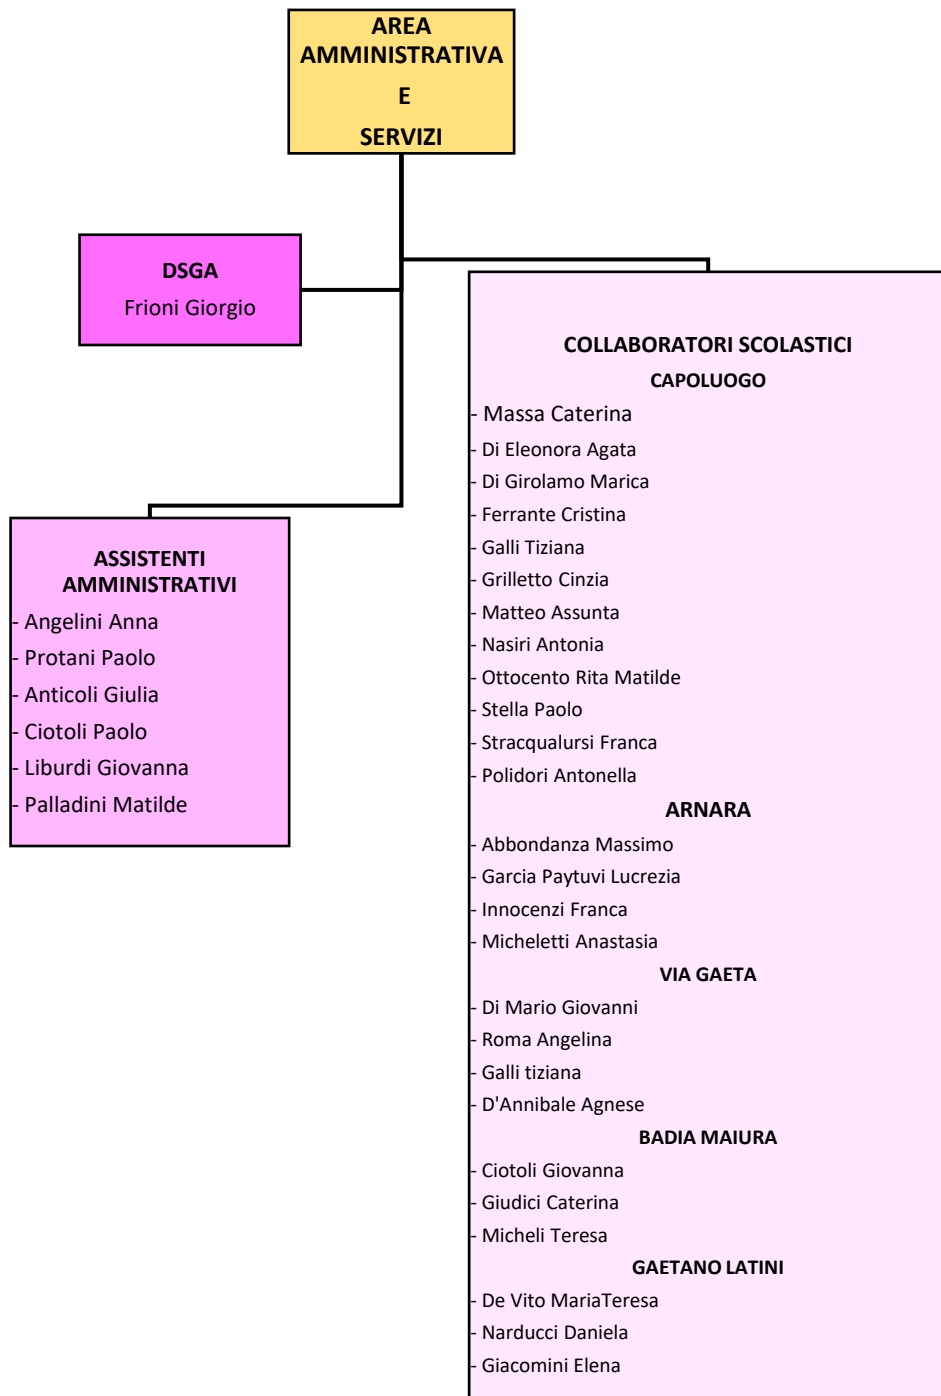 AREA
AMMINISTRATIVA
E
SERVIZI
DSGA
Frioni Giorgio
ASSISTENTI
AMMINISTRATIVI
- Angelini Anna
- Protani Paolo
- Anticoli Giulia
- Ciotoli Paolo
- Liburdi Giovanna
- Palladini Matilde
COLLABORATORI SCOLASTICI
CAPOLUOGO
- Massa Caterina
- Di Eleonora Agata
- Di Girolamo Marica
- Ferrante Cristina
- Galli Tiziana
- Grilletto Cinzia
- Matteo Assunta
- Nasiri Antonia
- Ottocento Rita Matilde
- Stella Paolo
- Stracqualursi Franca
- Polidori Antonella
ARNARA
- Abbondanza Massimo
- Garcia Paytuvi Lucrezia
- Innocenzi Franca
- Micheletti Anastasia
VIA GAETA
- Di Mario Giovanni
- Roma Angelina
- Galli tiziana
- D'Annibale Agnese
BADIA MAIURA
- Ciotoli Giovanna
- Giudici Caterina
- Micheli Teresa
GAETANO LATINI
- De Vito MariaTeresa
- Narducci Daniela
- Giacomini Elena